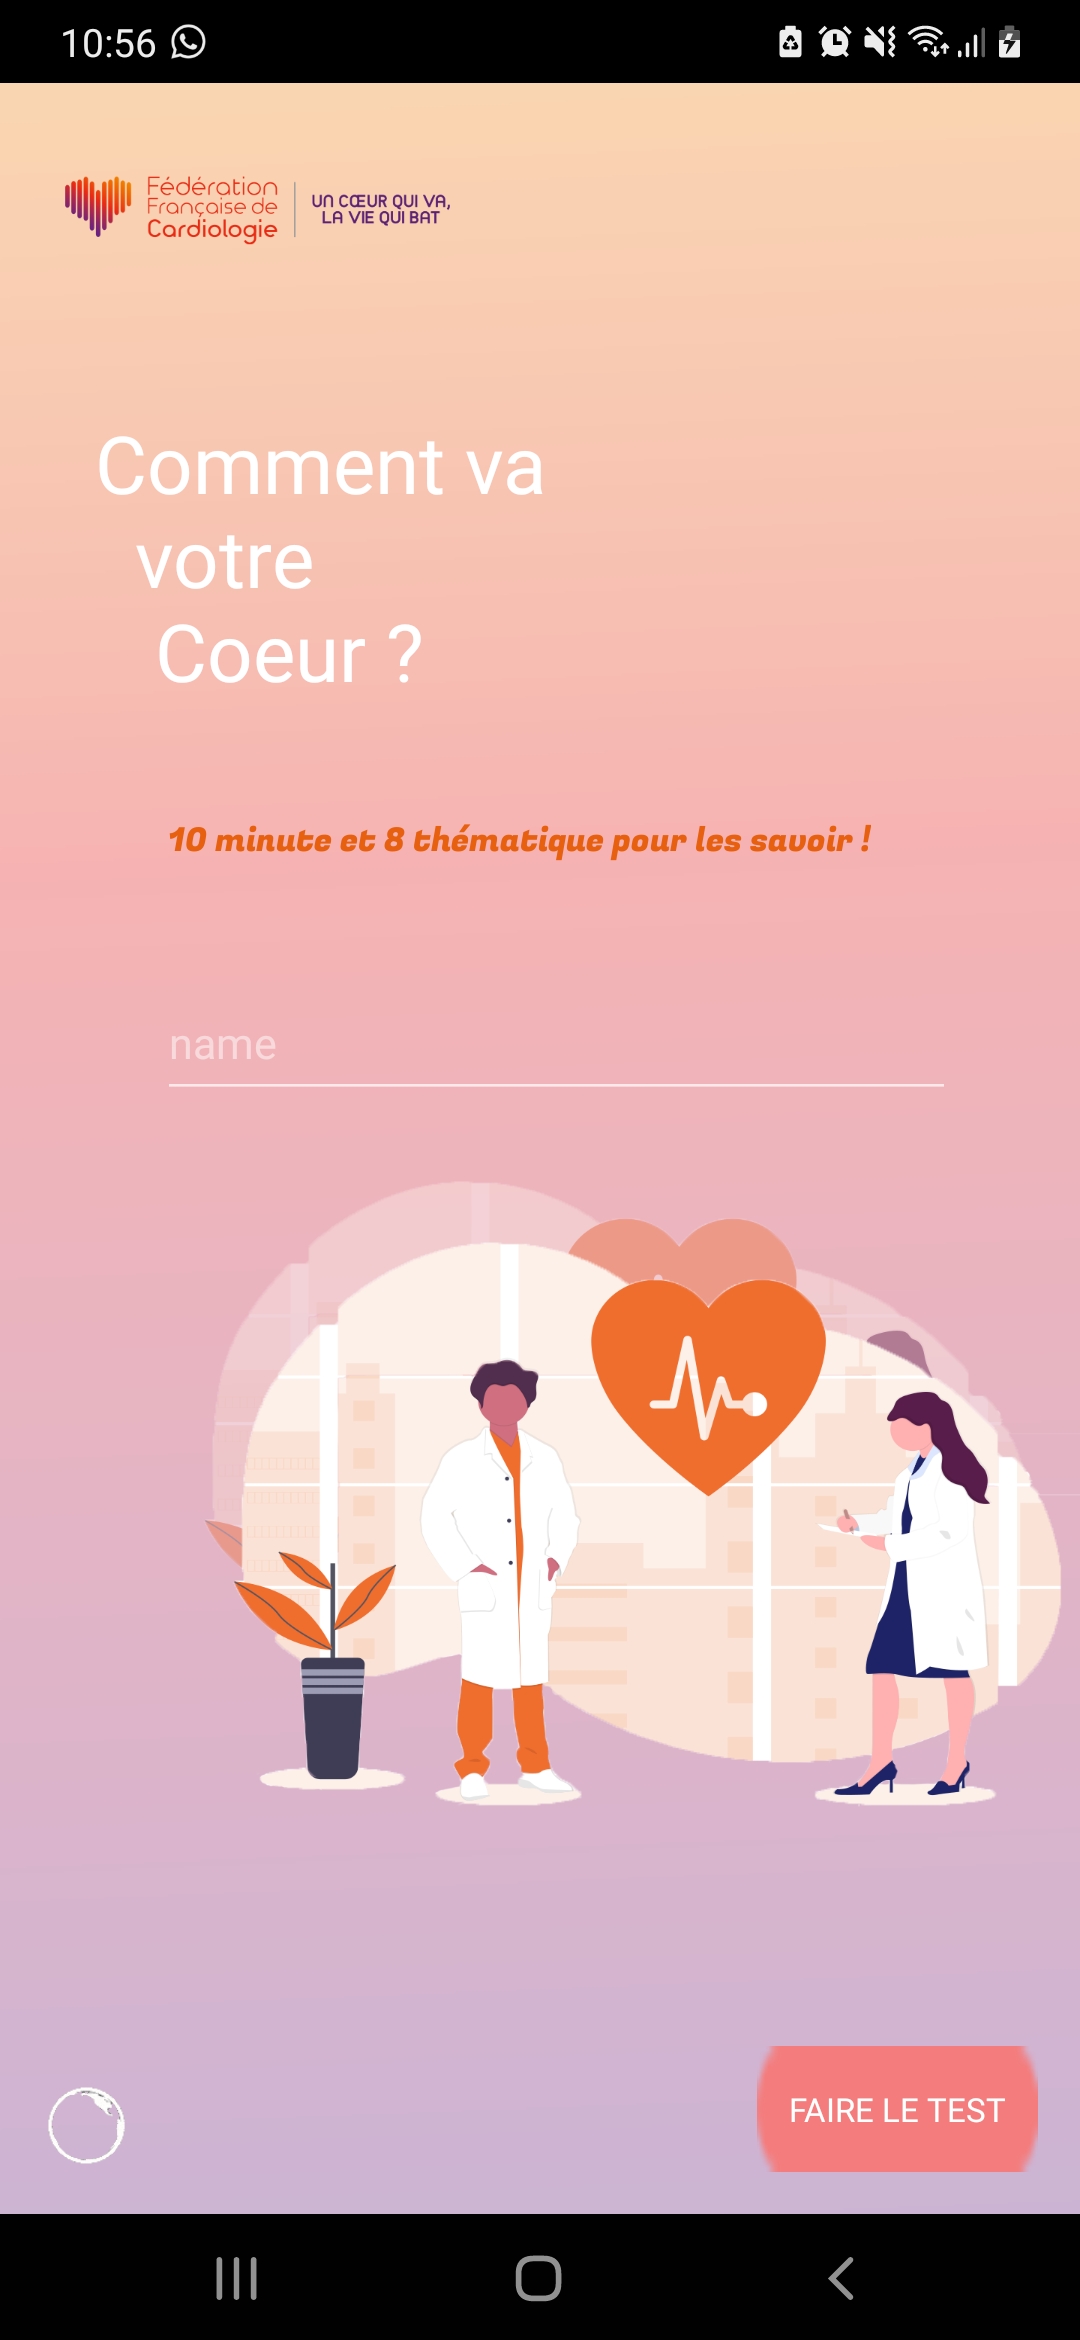 10:56
Fédération
Française de
Cardiologie
UN CŒUR QUI VA,
LA VIE QUI BAT
Comment va
votre
Coeur ?
10 minute et 8 thématique pour les savoir !
name
FAIRE LE TEST